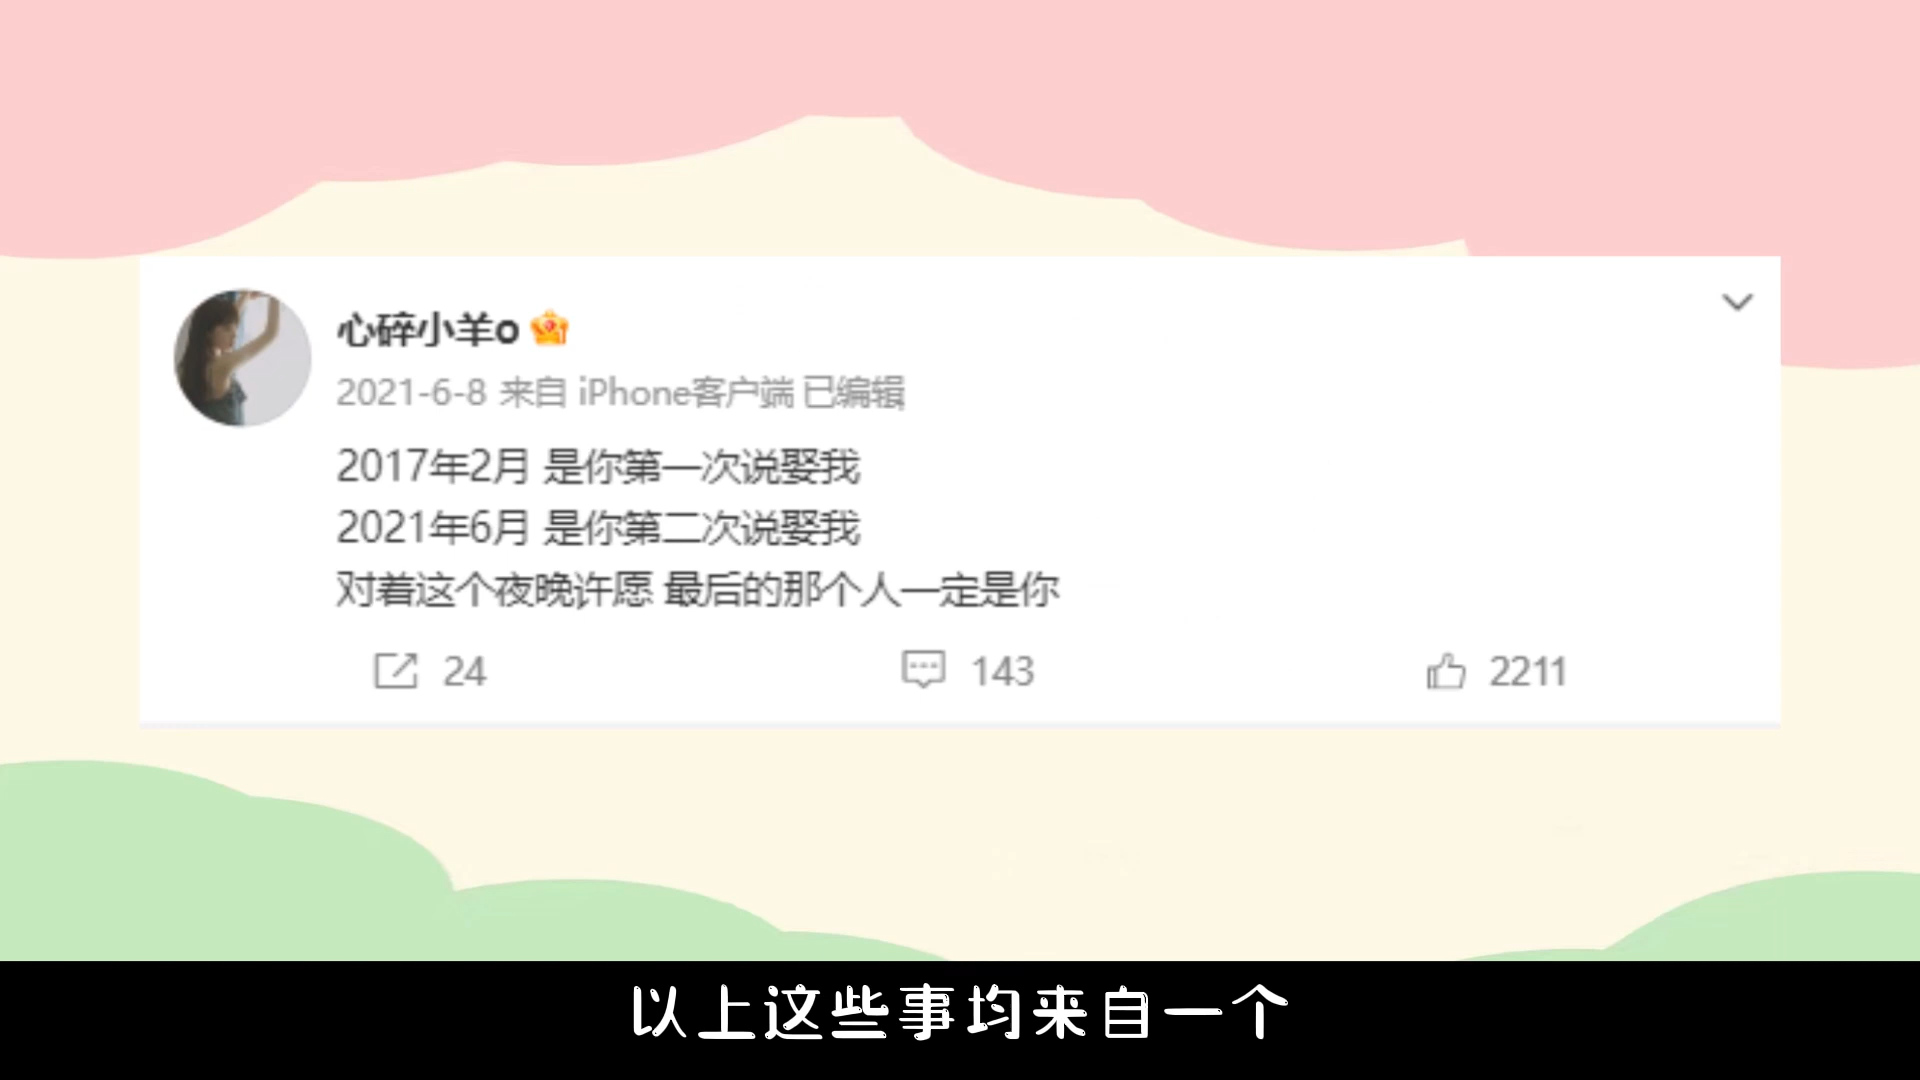 心碎小羊o
2021-6-8 来自 iPhone客户端 已编辑
2017年2月 是你第一次说娶我
2021年6月 是你第二次说娶我
对着这个夜晚许愿 最后的那个人一定是你
24 143 2211
以上这些事均来自一个